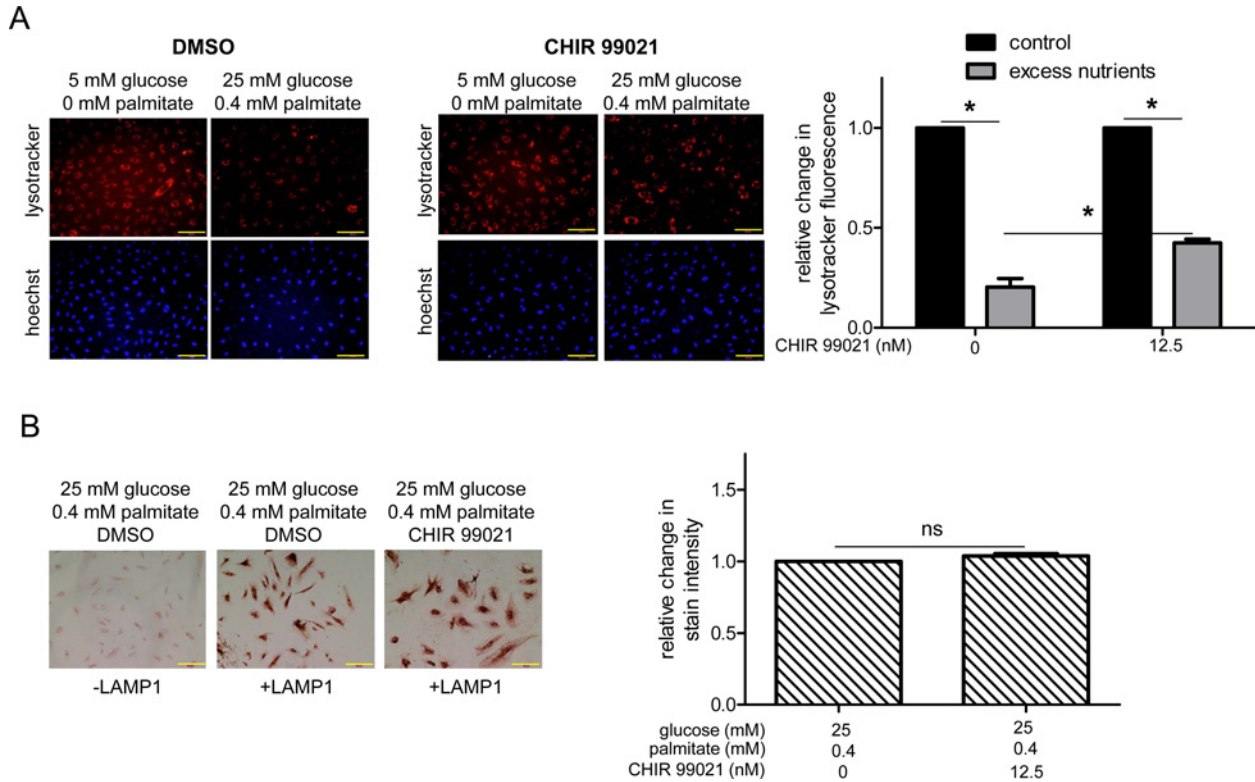 A
DMSO
5 mM glucose
0 mM palmitate
25 mM glucose
0.4 mM palmitate
CHIR 99021
5 mM glucose
0 mM palmitate
25 mM glucose
0.4 mM palmitate
lysotracker
hoechst
lysotracker
hoechst
control
excess nutrients
relative change in
lysotracker fluorescence
1.0
0.5
0.0
*
*
*
CHIR 99021 (nM)
0
12.5
B
25 mM glucose
0.4 mM palmitate
DMSO
25 mM glucose
0.4 mM palmitate
DMSO
25 mM glucose
0.4 mM palmitate
CHIR 99021
-LAMP1
+LAMP1
+LAMP1
relative change in
stain intensity
1.5
1.0
0.5
0.0
ns
glucose (mM) 25 25
palmitate (mM) 0.4 0.4
CHIR 99021 (nM) 0 12.5